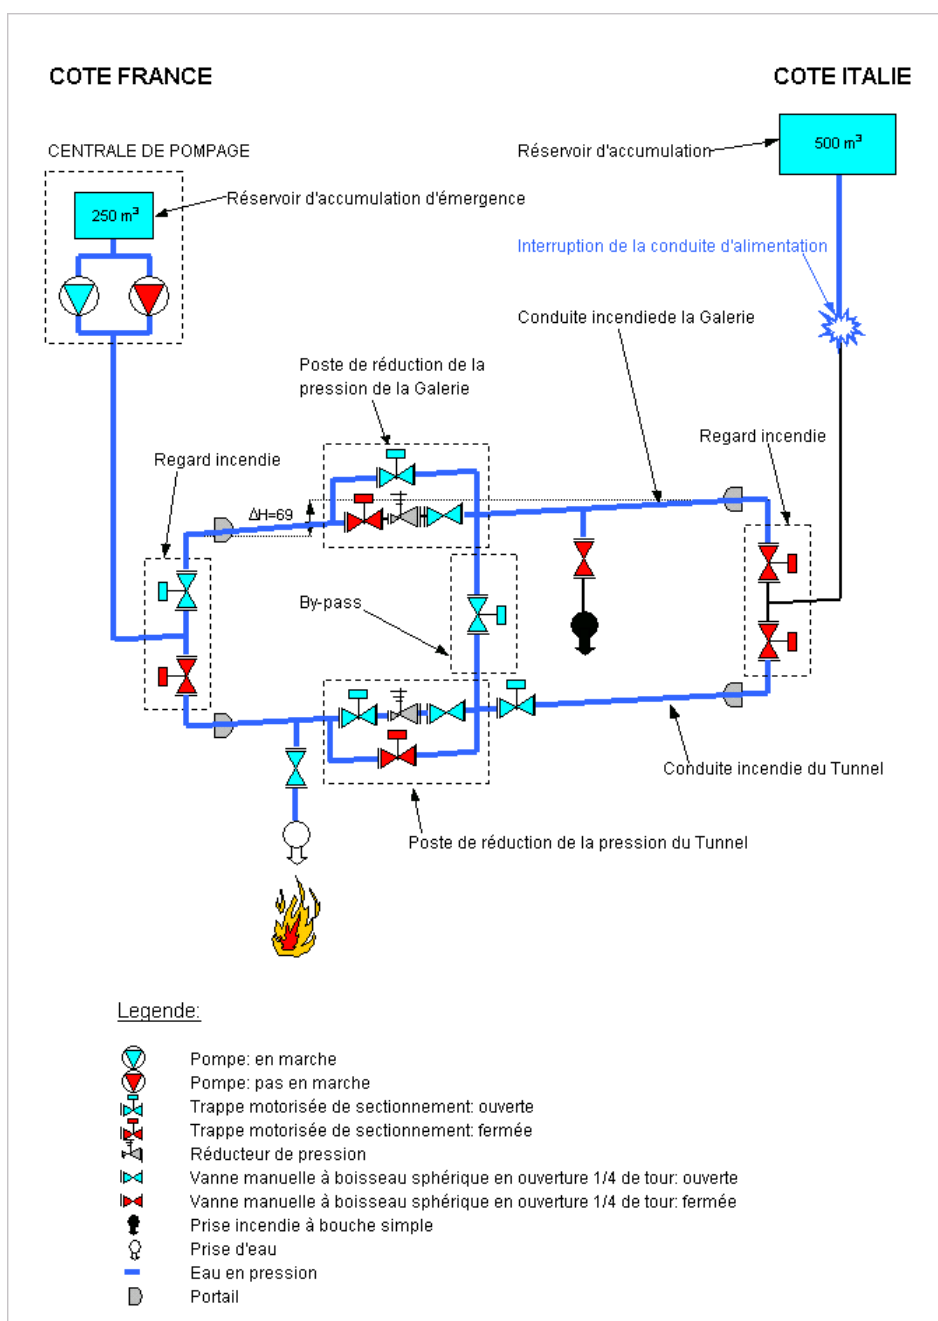 COTE FRANCE
COTE ITALIE
CENTRALE DE POMPAGE
Réservoir d'accumulation
500 m³
250 m³
Réservoir d'accumulation d'émergence
Interruption de la conduite d'alimentation
Conduite incendiede la Galerie
Poste de réduction de la
pression de la Galerie
Regard incendie
Regard incendie
ΔH=69
By-pass
Conduite incendie du Tunnel
Poste de réduction de la pression du Tunnel
Legende:
Pompe: en marche
Pompe: pas en marche
Trappe motorisée de sectionnement: ouverte
Trappe motorisée de sectionnement: fermée
Réducteur de pression
Vanne manuelle à boisseau sphérique en ouverture 1/4 de tour: ouverte
Vanne manuelle à boisseau sphérique en ouverture 1/4 de tour: fermée
Prise incendie à bouche simple
Prise d'eau
Eau en pression
Portail